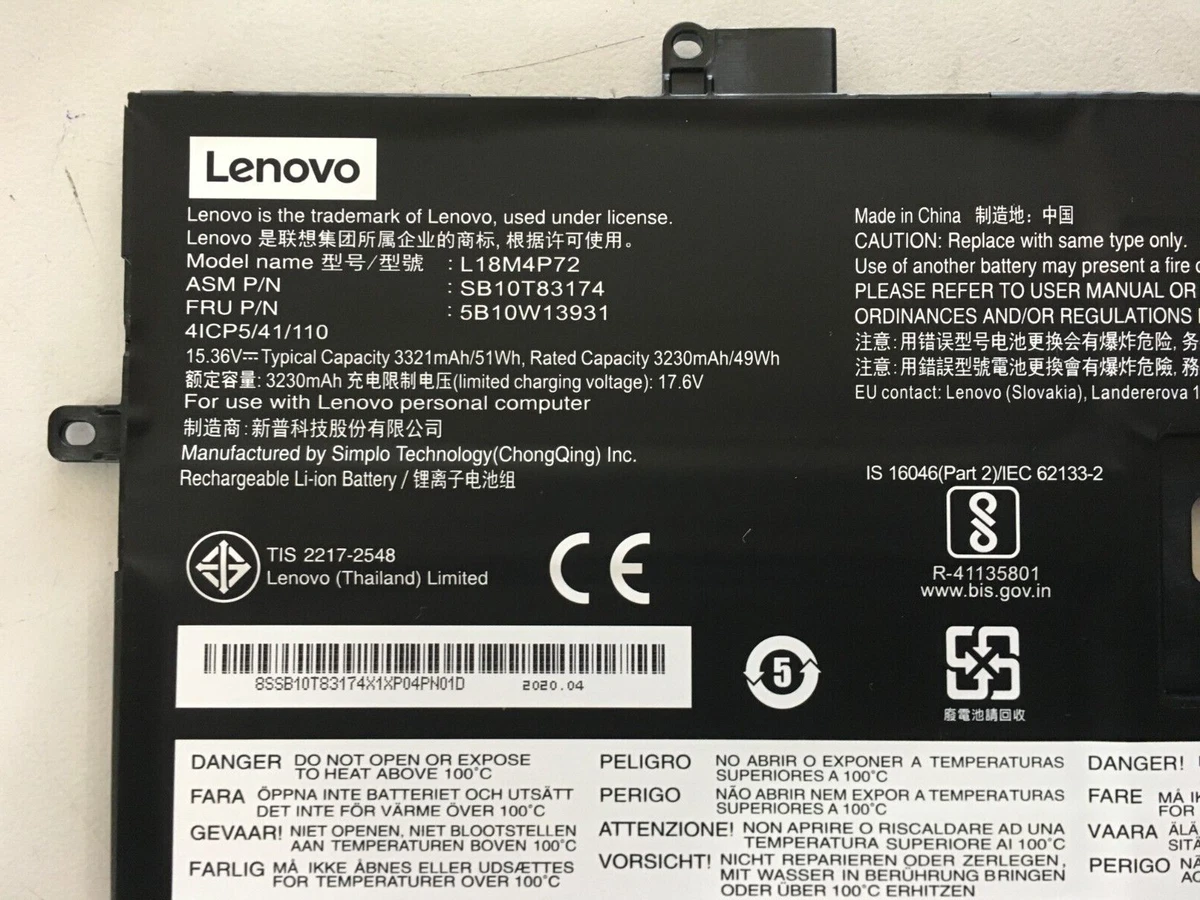 Lenovo
Lenovo is the trademark of Lenovo, used under license.
Lenovo 是联想集团所属企业的商标, 根据许可使用。
Model name 型号/型號 : L18M4P72
ASM P/N : SB10T83174
FRU P/N : 5B10W13931
4ICP5/41/110
15.36V⎓ Typical Capacity 3321mAh/51Wh, Rated Capacity 3230mAh/49Wh
额定容量: 3230mAh 充电限制电压(limited charging voltage): 17.6V
For use with Lenovo personal computer
制造商: 新普科技股份有限公司
Manufactured by Simplo Technology(ChongQing) Inc.
Rechargeable Li-ion Battery / 锂离子电池组
Made in China 制造地: 中国
CAUTION: Replace with same type only.
Use of another battery may present a fire
PLEASE REFER TO USER MANUAL OR
ORDINANCES AND/OR REGULATIONS
注意: 用错误型号电池更换会有爆炸危险, 务
注意: 用錯誤型號電池更換會有爆炸危險, 務
EU contact: Lenovo (Slovakia), Landererova 1
TIS 2217-2548
Lenovo (Thailand) Limited
CE
IS 16046(Part 2)/IEC 62133-2
R-41135801
www.bis.gov.in
8SSB10T83174X1XP04PN01D 2020.04
5
廢電池請回收
DANGER DO NOT OPEN OR EXPOSE
TO HEAT ABOVE 100°C
FARA ÖPPNA INTE BATTERIET OCH UTSÄTT
DET INTE FÖR VÄRME ÖVER 100°C
GEVAAR! NIET OPENEN, NIET BLOOTSTELLEN
AAN TEMPERATUREN BOVEN 100°C
FARLIG MÅ IKKE ÅBNES ELLER UDSÆTTES
FOR TEMPERATURER OVER 100°C
PELIGRO NO ABRIR O EXPONER A TEMPERATURAS
SUPERIORES A 100°C
PERIGO NÃO ABRIR NEM EXPOR A TEMPERATURAS
SUPERIORES A 100°C
ATTENZIONE! NON APRIRE O RISCALDARE AD UNA
TEMPERATURA SUPERIORE AI 100°C
VORSICHT! NICHT REPARIEREN ODER ZERLEGEN,
MIT WASSER IN BERÜHRUNG BRINGEN
ODER ÜBER 100°C ERHITZEN
DANGER!
FARE MÅ
FOR
VAARA
PERIGO